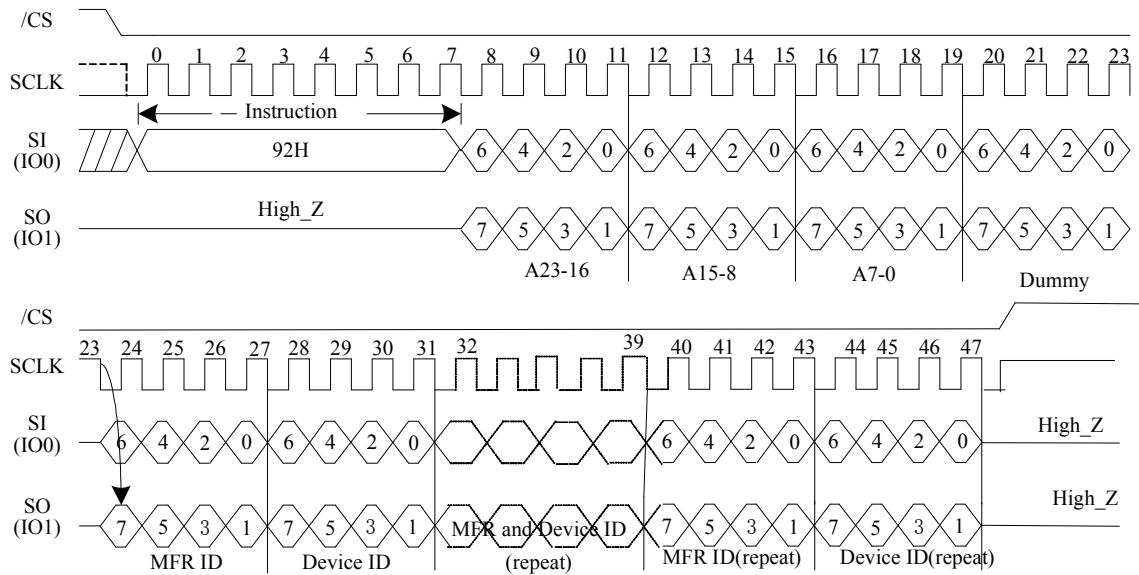 /CS
0 1 2 3 4 5 6 7 8 9 10 11 12 13 14 15 16 17 18 19 20 21 22 23
SCLK
Instruction
SI
(IO0)
92H
6 4 2 0 6 4 2 0 6 4 2 0 6 4 2 0
SO
(IO1)
High_Z
7 5 3 1 7 5 3 1 7 5 3 1 7 5 3 1
A23-16 A15-8 A7-0 Dummy
/CS
23 24 25 26 27 28 29 30 31 32 39 40 41 42 43 44 45 46 47
SCLK
SI
(IO0)
6 4 2 0 6 4 2 0 6 4 2 0 6 4 2 0
High_Z
SO
(IO1)
7 5 3 1 7 5 3 1 MFR and Device ID 7 5 3 1 7 5 3 1
High_Z
MFR ID Device ID (repeat) MFR ID(repeat) Device ID(repeat)